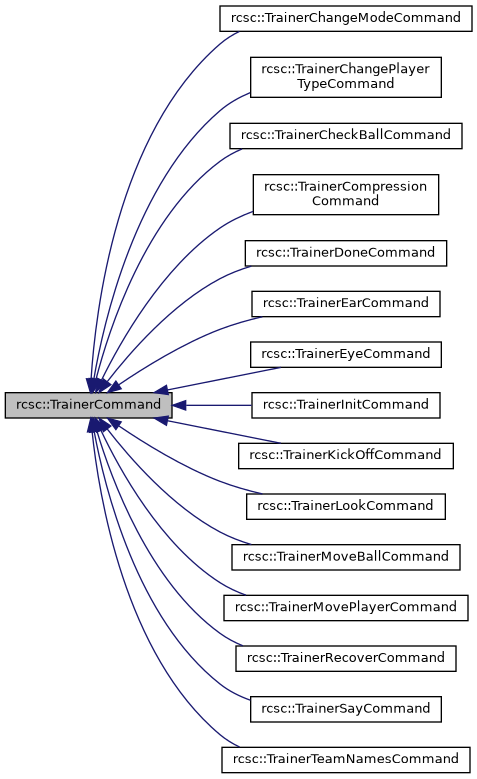 rcsc::TrainerChangeModeCommand
rcsc::TrainerChangePlayer
TypeCommand
rcsc::TrainerCheckBallCommand
rcsc::TrainerCompression
Command
rcsc::TrainerDoneCommand
rcsc::TrainerEarCommand
rcsc::TrainerEyeCommand
rcsc::TrainerCommand
rcsc::TrainerInitCommand
rcsc::TrainerKickOffCommand
rcsc::TrainerLookCommand
rcsc::TrainerMoveBallCommand
rcsc::TrainerMovePlayerCommand
rcsc::TrainerRecoverCommand
rcsc::TrainerSayCommand
rcsc::TrainerTeamNamesCommand